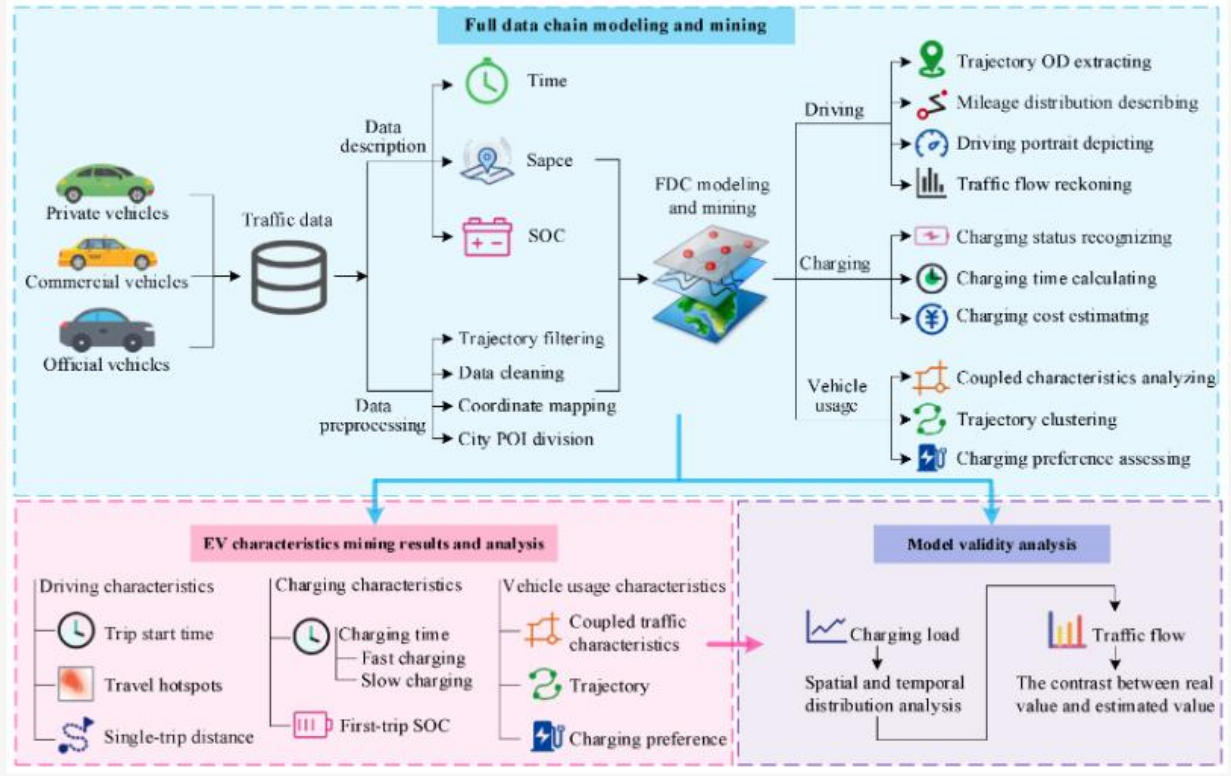 Full data chain modeling and mining
Private vehicles
Commercial vehicles
Official vehicles
Traffic data
Data
description
Time
Sapce
SOC
Data
preprocessing
Trajectory filtering
Data cleaning
Coordinate mapping
City POI division
FDC modeling
and mining
Driving
Trajectory OD extracting
Mileage distribution describing
Driving portrait depicting
Traffic flow reckoning
Charging
Charging status recognizing
Charging time calculating
Charging cost estimating
Vehicle
usage
Coupled characteristics analyzing
Trajectory clustering
Charging preference assessing
EV characteristics mining results and analysis
Driving characteristics
Trip start time
Travel hotspots
Single-trip distance
Charging characteristics
Charging time
Fast charging
Slow charging
First-trip SOC
Vehicle usage characteristics
Coupled traffic
characteristics
Trajectory
Charging preference
Model validity analysis
Charging load
Spatial and temporal
distribution analysis
Traffic flow
The contrast between real
value and estimated value